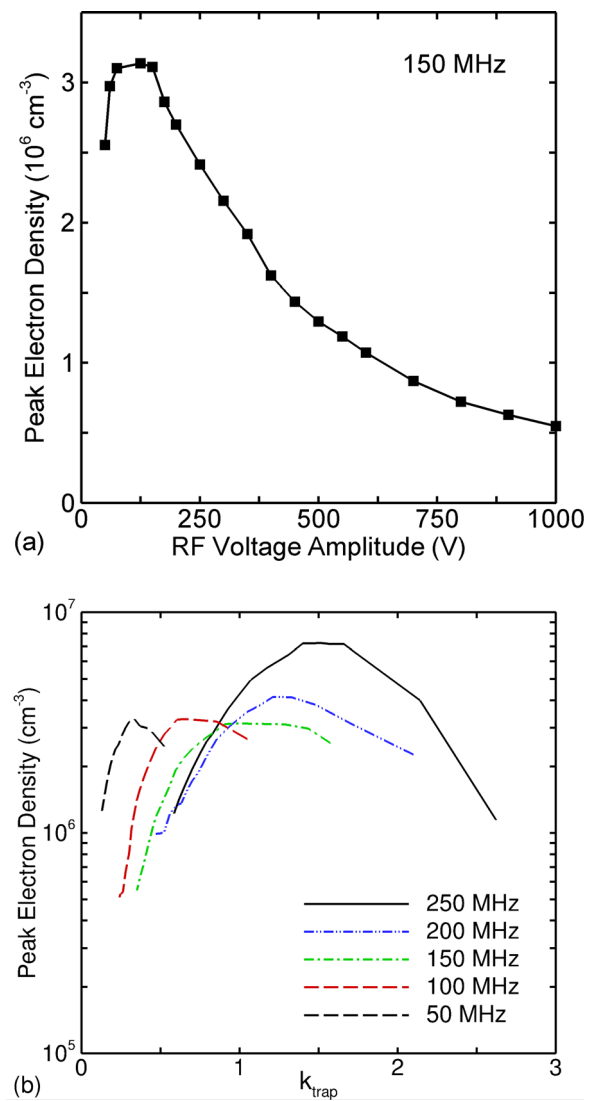 150 MHz
3
2
1
0
Peak Electron Density (10⁶ cm⁻³)
0 250 500 750 1000
(a)
RF Voltage Amplitude (V)
10⁷
10⁶
10⁵
Peak Electron Density (cm⁻³)
250 MHz
200 MHz
150 MHz
100 MHz
50 MHz
0 1 2 3
(b)
k_trap